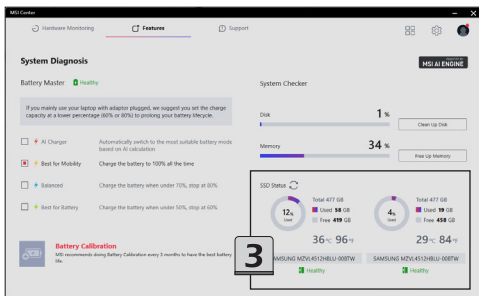 MSI Center
Hardware Monitoring
Features
Support
System Diagnosis
MSI AI ENGINE
Battery Master
Healthy
System Checker
If you mainly use your laptop with adaptor plugged, we suggest you set the charge
capacity at a lower percentage (60% or 80%) to prolong your battery lifecycle.
Disk
1 %
Clean Up Disk
AI Charger
Automatically switch to the most suitable battery mode
based on AI calculation
Memory
34 %
Free Up Memory
Best for Mobility
Charge the battery to 100% all the time
Balanced
Charge the battery when under 70%, stop at 80%
Best for Battery
Charge the battery when under 50%, stop at 60%
SSD Status
12%
Used
Total 477 GB
Used 58 GB
Free 419 GB
36°C 96°F
SAMSUNG MZVL4512HBLU-00BTW
Healthy
4%
Used
Total 477 GB
Used 19 GB
Free 458 GB
29°C 84°F
SAMSUNG MZVL4512HBLU-00BTW
Healthy
Battery Calibration
MSI recommends doing Battery Calibration every 3 months to have the best battery
life.
3